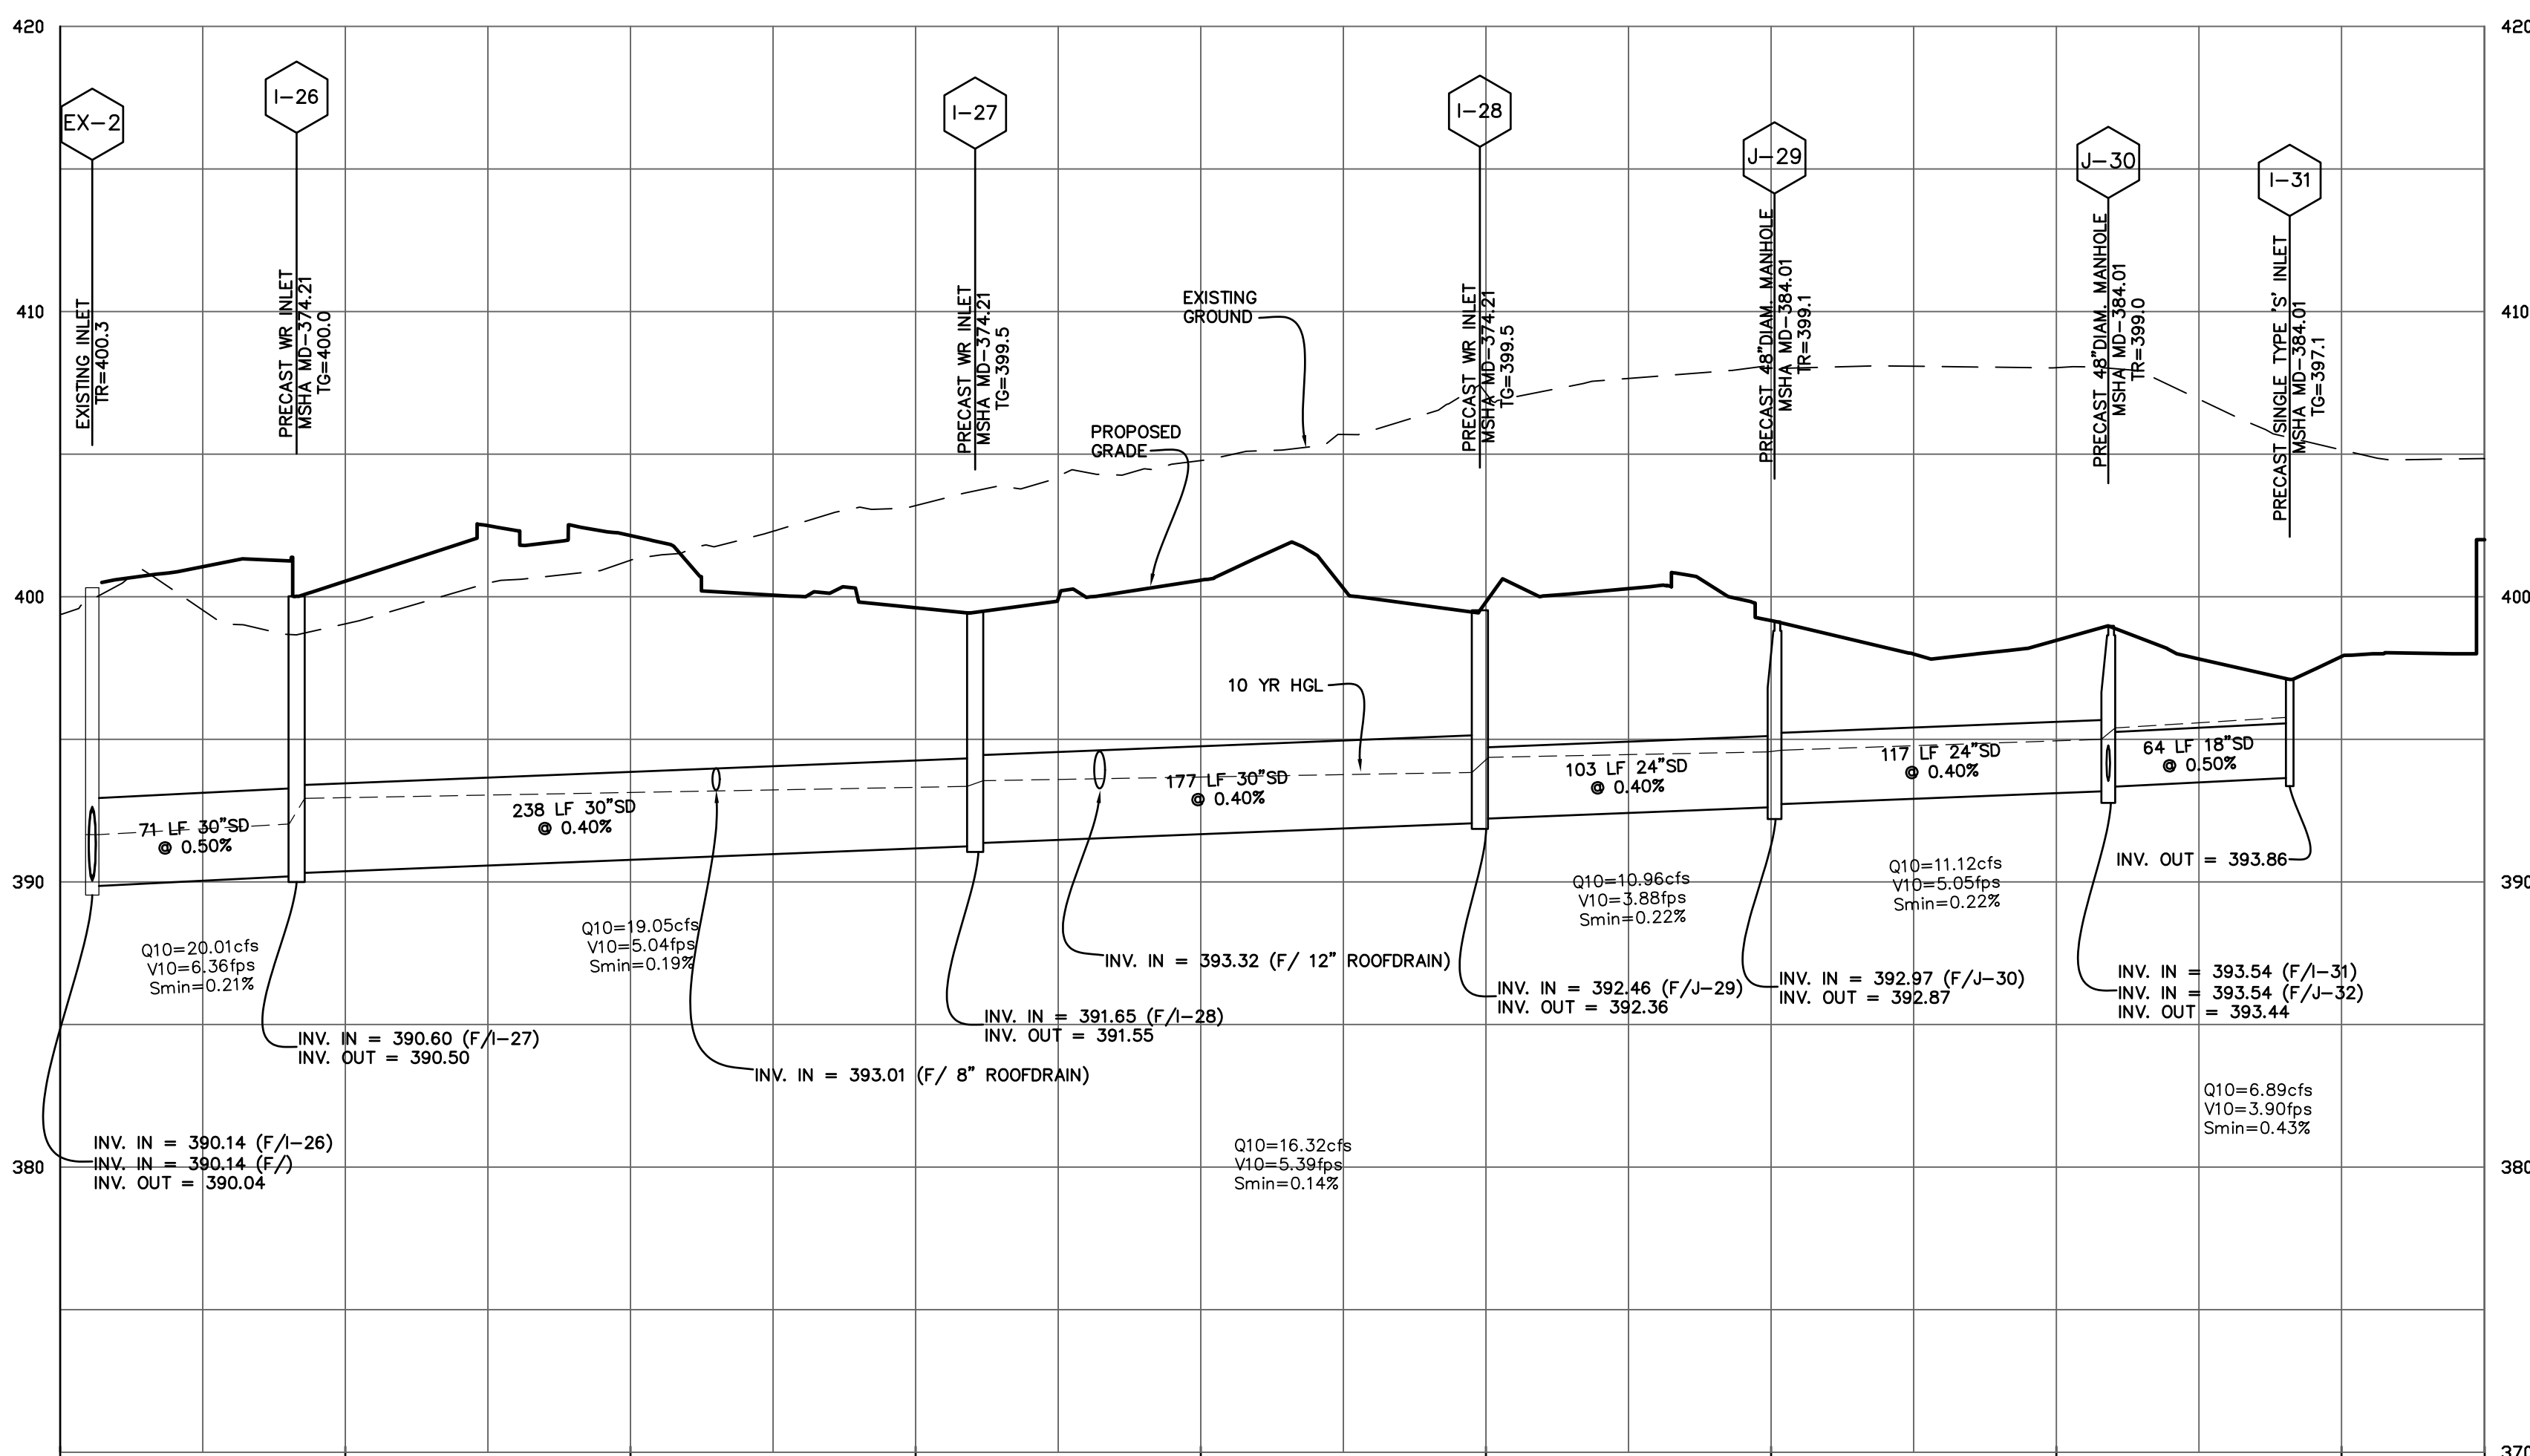 420
420
EX-2
I-26
I-27
I-28
J-29
J-30
I-31
EXISTING INLET
TR=400.3
PRECAST WR INLET
MSHA MD-374.21
TG=400.0
PRECAST WR INLET
MSHA MD-374.21
TG=399.5
PRECAST WR INLET
MSHA MD-374.21
TG=399.5
PRECAST 48"DIAM. MANHOLE
MSHA MD-384.01
TR=399.1
PRECAST 48"DIAM. MANHOLE
MSHA MD-384.01
TR=399.0
PRECAST SINGLE TYPE 'S' INLET
MSHA MD-384.01
TG=397.1
410
410
EXISTING
GROUND
PROPOSED
GRADE
400
400
10 YR HGL
71 LF 30"SD
@ 0.50%
238 LF 30"SD
@ 0.40%
177 LF 30"SD
@ 0.40%
103 LF 24"SD
@ 0.40%
117 LF 24"SD
@ 0.40%
64 LF 18"SD
@ 0.50%
INV. OUT = 393.86
390
390
Q10=20.01cfs
V10=6.36fps
Smin=0.21%
Q10=19.05cfs
V10=5.04fps
Smin=0.19%
Q10=10.96cfs
V10=3.88fps
Smin=0.22%
Q10=11.12cfs
V10=5.05fps
Smin=0.22%
INV. IN = 393.32 (F/ 12" ROOFDRAIN)
INV. IN = 392.46 (F/J-29)
INV. OUT = 392.36
INV. IN = 392.97 (F/J-30)
INV. OUT = 392.87
INV. IN = 393.54 (F/I-31)
INV. IN = 393.54 (F/J-32)
INV. OUT = 393.44
INV. IN = 391.65 (F/I-28)
INV. OUT = 391.55
INV. IN = 390.60 (F/I-27)
INV. OUT = 390.50
INV. IN = 393.01 (F/ 8" ROOFDRAIN)
Q10=6.89cfs
V10=3.90fps
Smin=0.43%
INV. IN = 390.14 (F/I-26)
INV. IN = 390.14 (F/)
INV. OUT = 390.04
Q10=16.32cfs
V10=5.39fps
Smin=0.14%
380
380
370